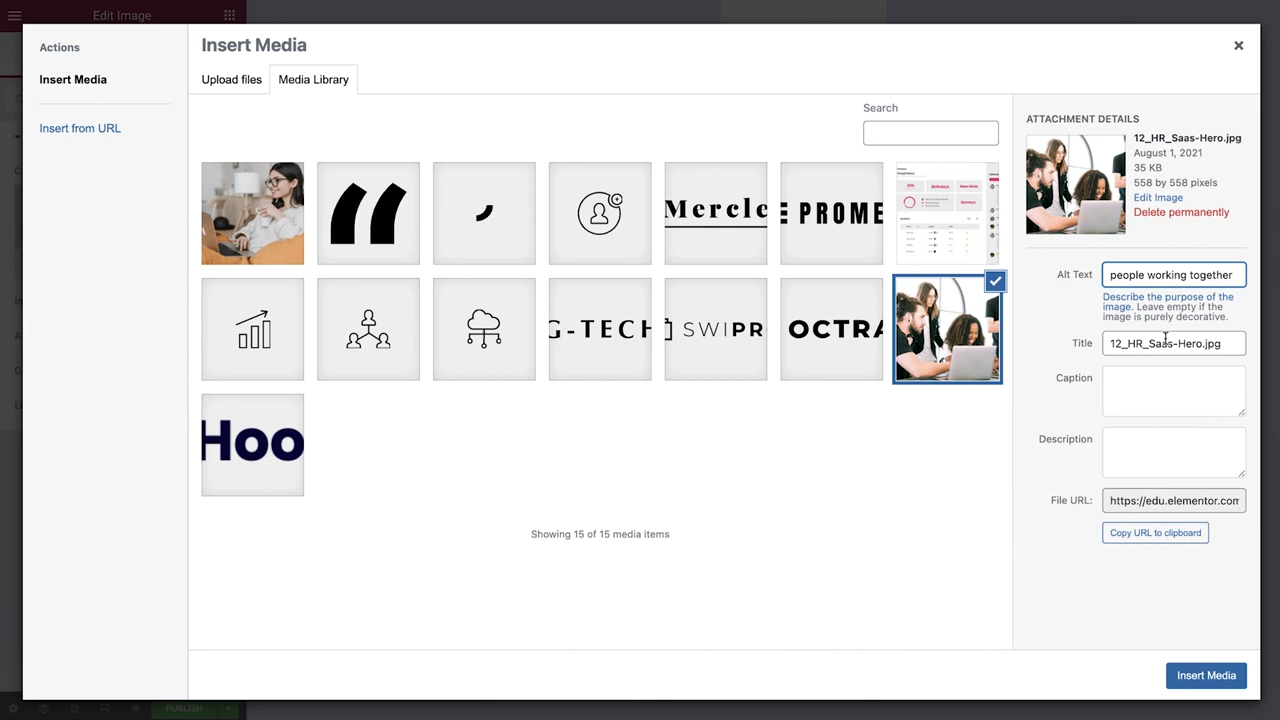 Edit Image
Actions
Insert Media
Insert from URL
Insert Media
Upload files
Media Library
Search
Mercle
PROME
G-TECH
SWIPR
OCTRA
Hoo
Showing 15 of 15 media items
ATTACHMENT DETAILS
12_HR_Saas-Hero.jpg
August 1, 2021
35 KB
558 by 558 pixels
Edit Image
Delete permanently
Alt Text
people working together
Describe the purpose of the
image. Leave empty if the
image is purely decorative.
Title
12_HR_Saas-Hero.jpg
Caption
Description
File URL:
https://edu.elementor.com
Copy URL to clipboard
Insert Media
PUBLISH